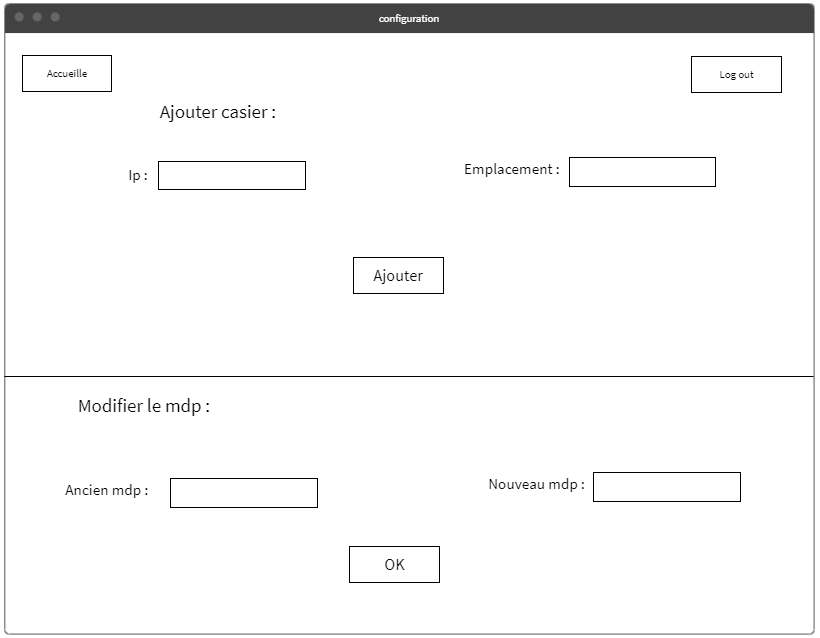 configuration
Accueille
Log out
Ajouter casier :
Ip :
Emplacement :
Ajouter
Modifier le mdp :
Ancien mdp :
Nouveau mdp :
OK